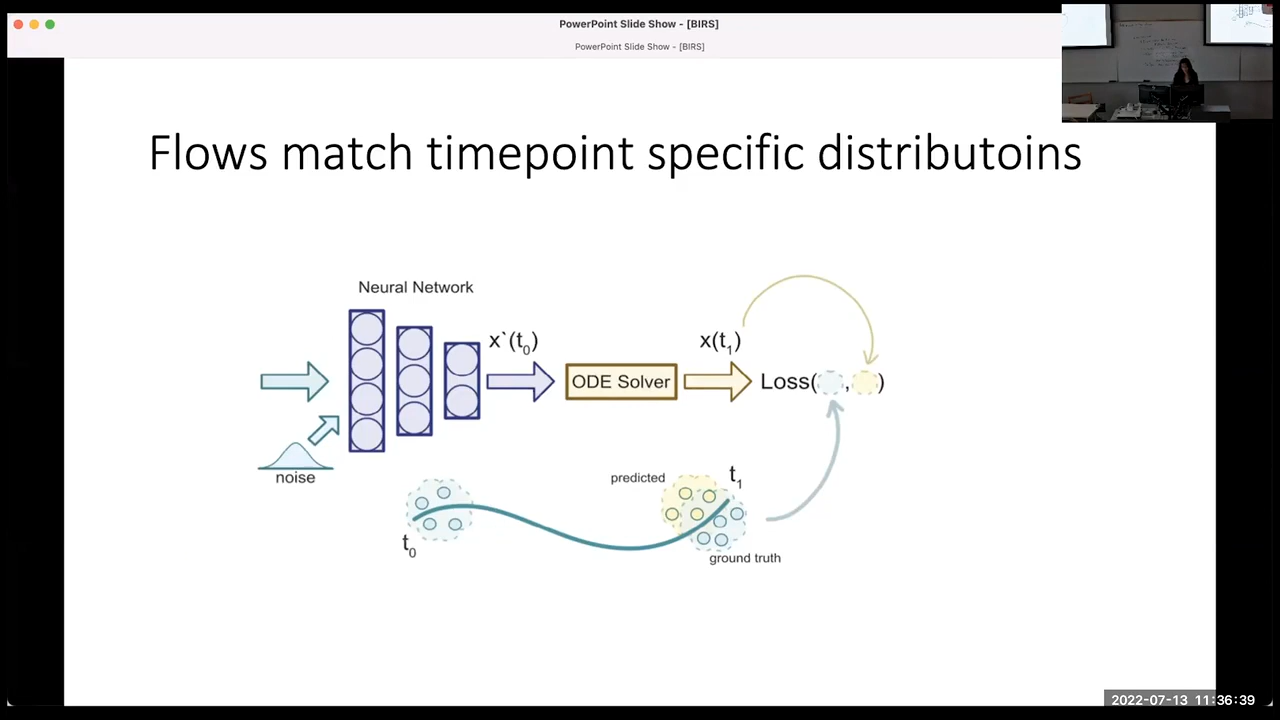 PowerPoint Slide Show - [BIRS]
PowerPoint Slide Show - [BIRS]
Flows match timepoint specific distributoins
Neural Network
x`(t0)
x(t1)
ODE Solver
Loss( , )
noise
predicted
t1
t0
ground truth
2022-07-13 11:36:39